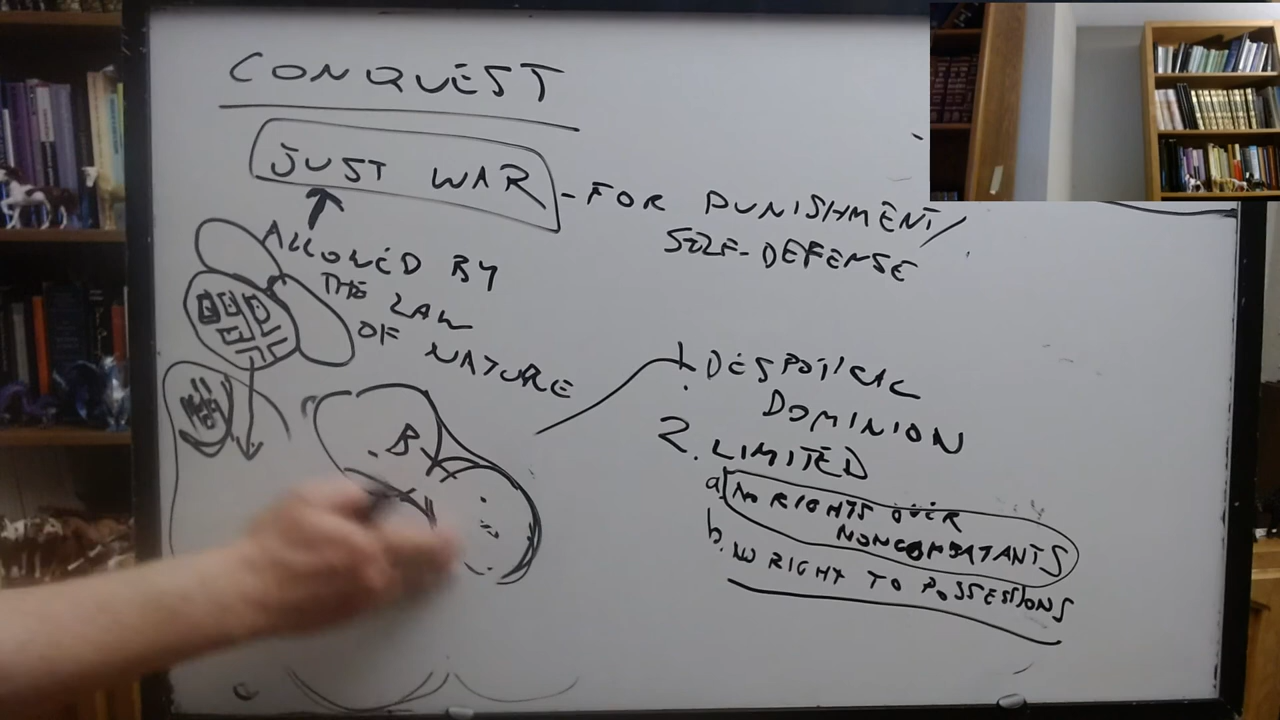 CONQUEST
JUST WAR - FOR PUNISHMENT/
SELF-DEFENSE
ALLOWED BY
THE LAW
OF NATURE
B
1. DESPOTICAL
DOMINION
2. LIMITED
a. NO RIGHTS OVER
NONCOMBATANTS
b. NO RIGHT TO POSSESSIONS